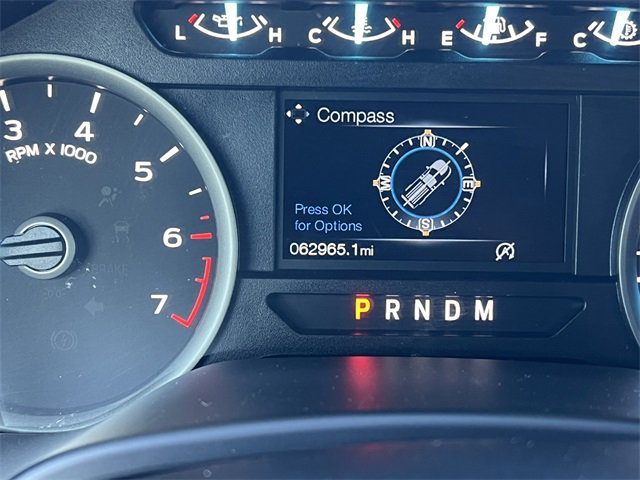 L H C H E F C
Compass
N
W E
S
Press OK
for Options
062965.1mi
P R N D M
3 4 5 6 7
RPM X 1000